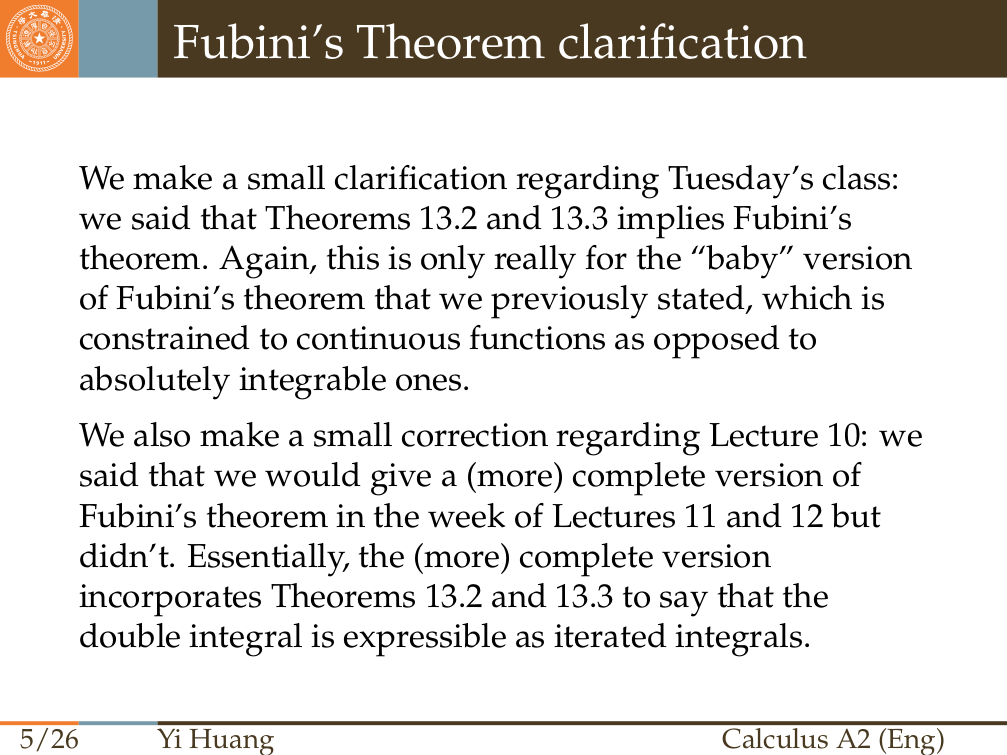 Fubini’s Theorem clarification
We make a small clarification regarding Tuesday’s class:
we said that Theorems 13.2 and 13.3 implies Fubini’s
theorem. Again, this is only really for the “baby” version
of Fubini’s theorem that we previously stated, which is
constrained to continuous functions as opposed to
absolutely integrable ones.
We also make a small correction regarding Lecture 10: we
said that we would give a (more) complete version of
Fubini’s theorem in the week of Lectures 11 and 12 but
didn’t. Essentially, the (more) complete version
incorporates Theorems 13.2 and 13.3 to say that the
double integral is expressible as iterated integrals.
5/26 Yi Huang Calculus A2 (Eng)